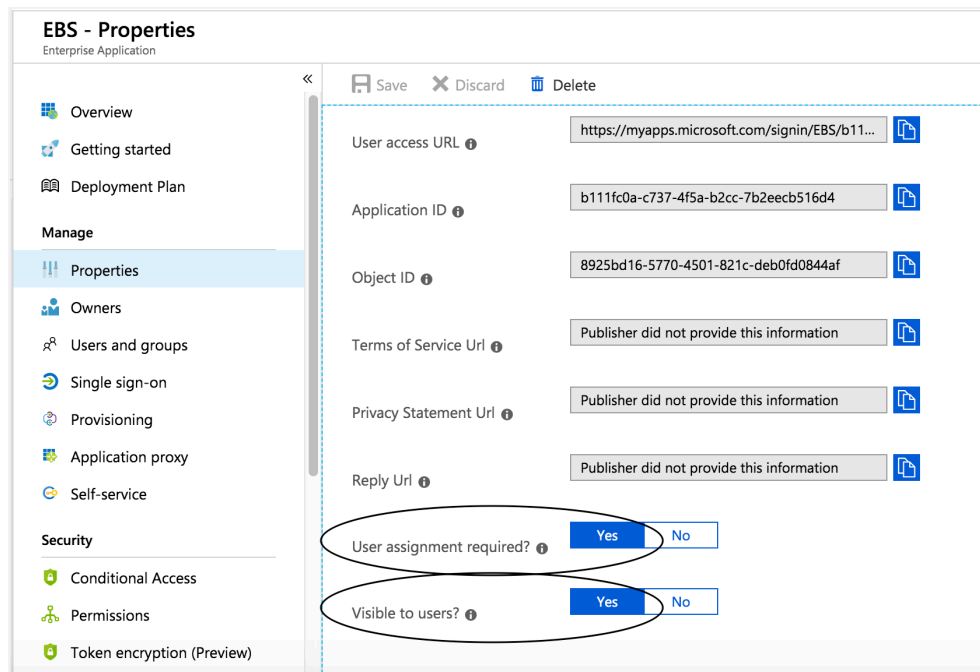 EBS - Properties
Enterprise Application
«
Overview
Getting started
Deployment Plan
Manage
Properties
Owners
Users and groups
Single sign-on
Provisioning
Application proxy
Self-service
Security
Conditional Access
Permissions
Token encryption (Preview)
Save Discard Delete
User access URL https://myapps.microsoft.com/signin/EBS/b11...
Application ID b111fc0a-c737-4f5a-b2cc-7b2eecb516d4
Object ID 8925bd16-5770-4501-821c-deb0fd0844af
Terms of Service Url Publisher did not provide this information
Privacy Statement Url Publisher did not provide this information
Reply Url Publisher did not provide this information
User assignment required? Yes No
Visible to users? Yes No